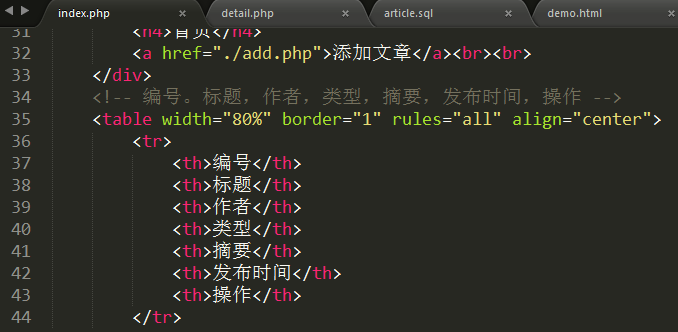 index.php × detail.php × article.sql × demo.html
31 <h4>首页</h4>
32 <a href="./add.php">添加文章</a><br><br>
33 </div>
34 <!-- 编号。标题，作者，类型，摘要，发布时间，操作 -->
35 <table width="80%" border="1" rules="all" align="center">
36 <tr>
37 <th>编号</th>
38 <th>标题</th>
39 <th>作者</th>
40 <th>类型</th>
41 <th>摘要</th>
42 <th>发布时间</th>
43 <th>操作</th>
44 </tr>